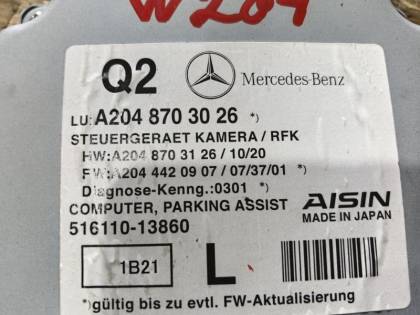 W204
Q2 Mercedes-Benz
LU:A204 870 30 26 *)
STEUERGERAET KAMERA / RFK
HW:A204 870 31 26 / 10/20
FW:A204 442 09 07 / 07/37/01 *)
Diagnose-Kenng.:0301 *)
COMPUTER, PARKING ASSIST
516110-13860
AISIN
MADE IN JAPAN
1B21 L
*)gültig bis zu evtl. FW-Aktualisierung